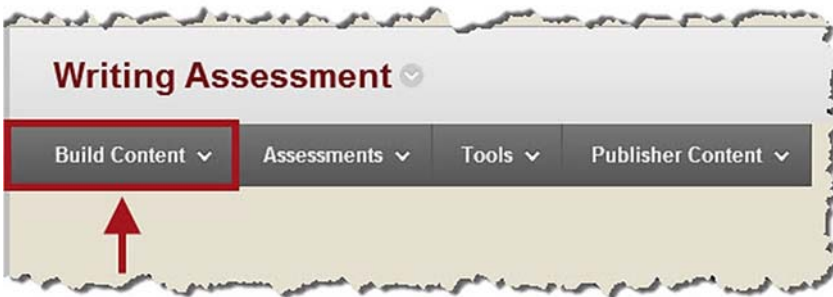 Writing Assessment
Build Content Assessments Tools Publisher Content